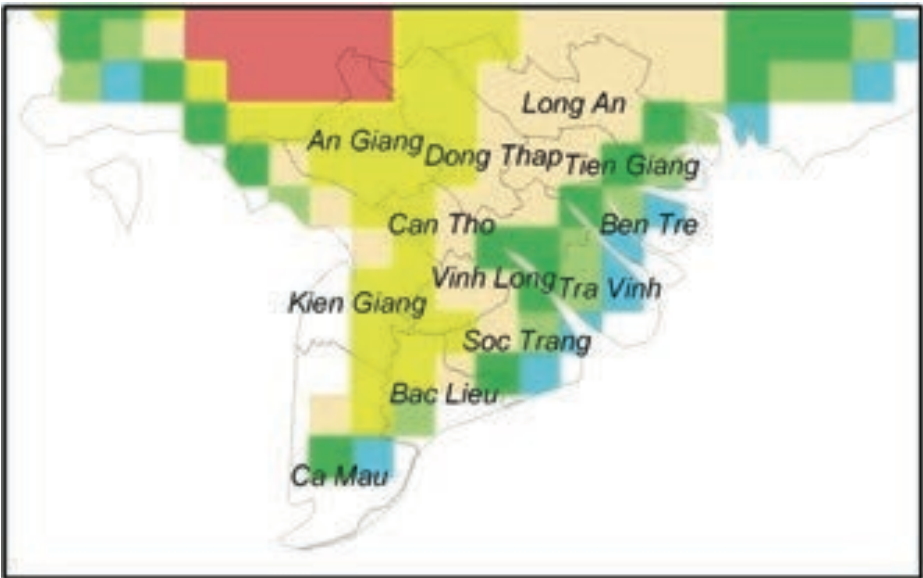 Long An
An Giang
Dong Thap
Tien Giang
Can Tho
Ben Tre
Vinh Long
Tra Vinh
Kien Giang
Soc Trang
Bac Lieu
Ca Mau